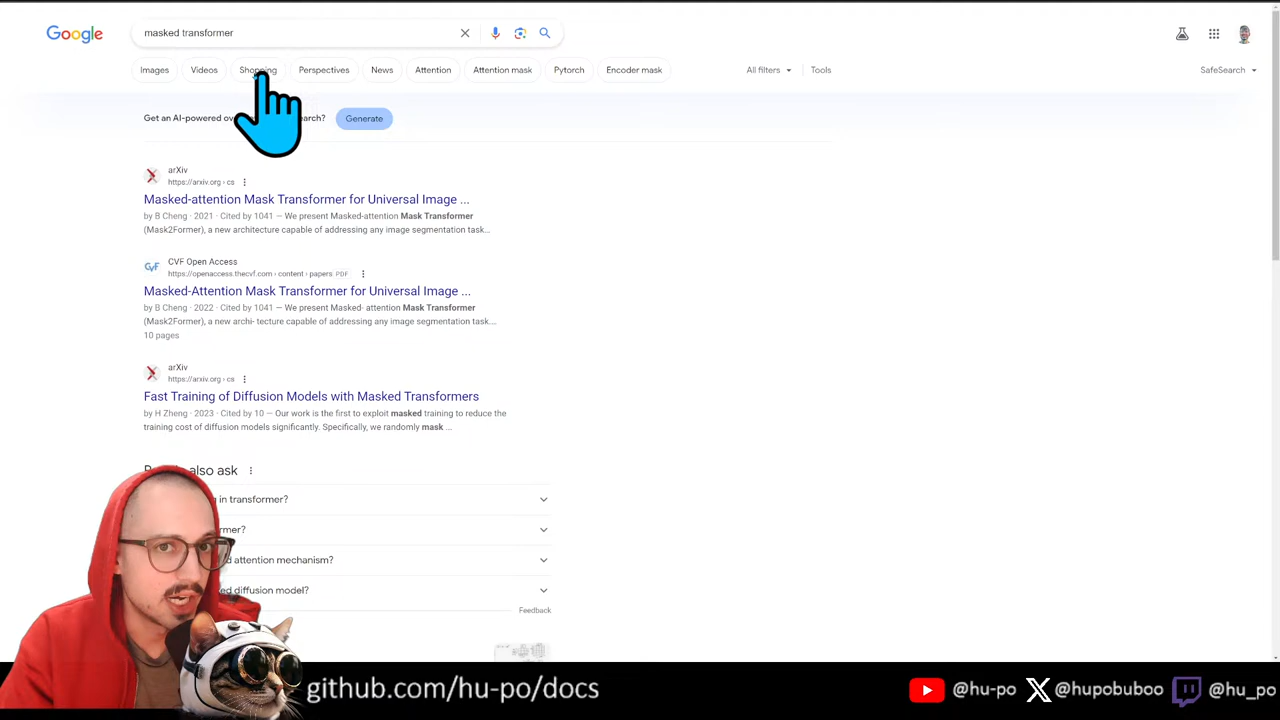 Google
masked transformer
Images
Videos
Shopping
Perspectives
News
Attention
Attention mask
Pytorch
Encoder mask
All filters
Tools
SafeSearch
Get an AI-powered
Generate
arXiv
https://arxiv.org › cs
Masked-attention Mask Transformer for Universal Image ...
by B Cheng · 2021 · Cited by 1041 — We present Masked-attention Mask Transformer
(Mask2Former), a new architecture capable of addressing any image segmentation task...
CVF Open Access
https://openaccess.thecvf.com › content › papers PDF
Masked-Attention Mask Transformer for Universal Image ...
by B Cheng · 2022 · Cited by 1041 — We present Masked- attention Mask Transformer
(Mask2Former), a new archi- tecture capable of addressing any image segmentation task...
10 pages
arXiv
https://arxiv.org › cs
Fast Training of Diffusion Models with Masked Transformers
by H Zheng · 2023 · Cited by 10 — Our work is the first to exploit masked training to reduce the
training cost of diffusion models significantly. Specifically, we randomly mask ...
also ask
in transformer?
attention mechanism?
diffusion model?
Feedback
github.com/hu-po/docs
@hu-po
@hupobuboo
@hu_po